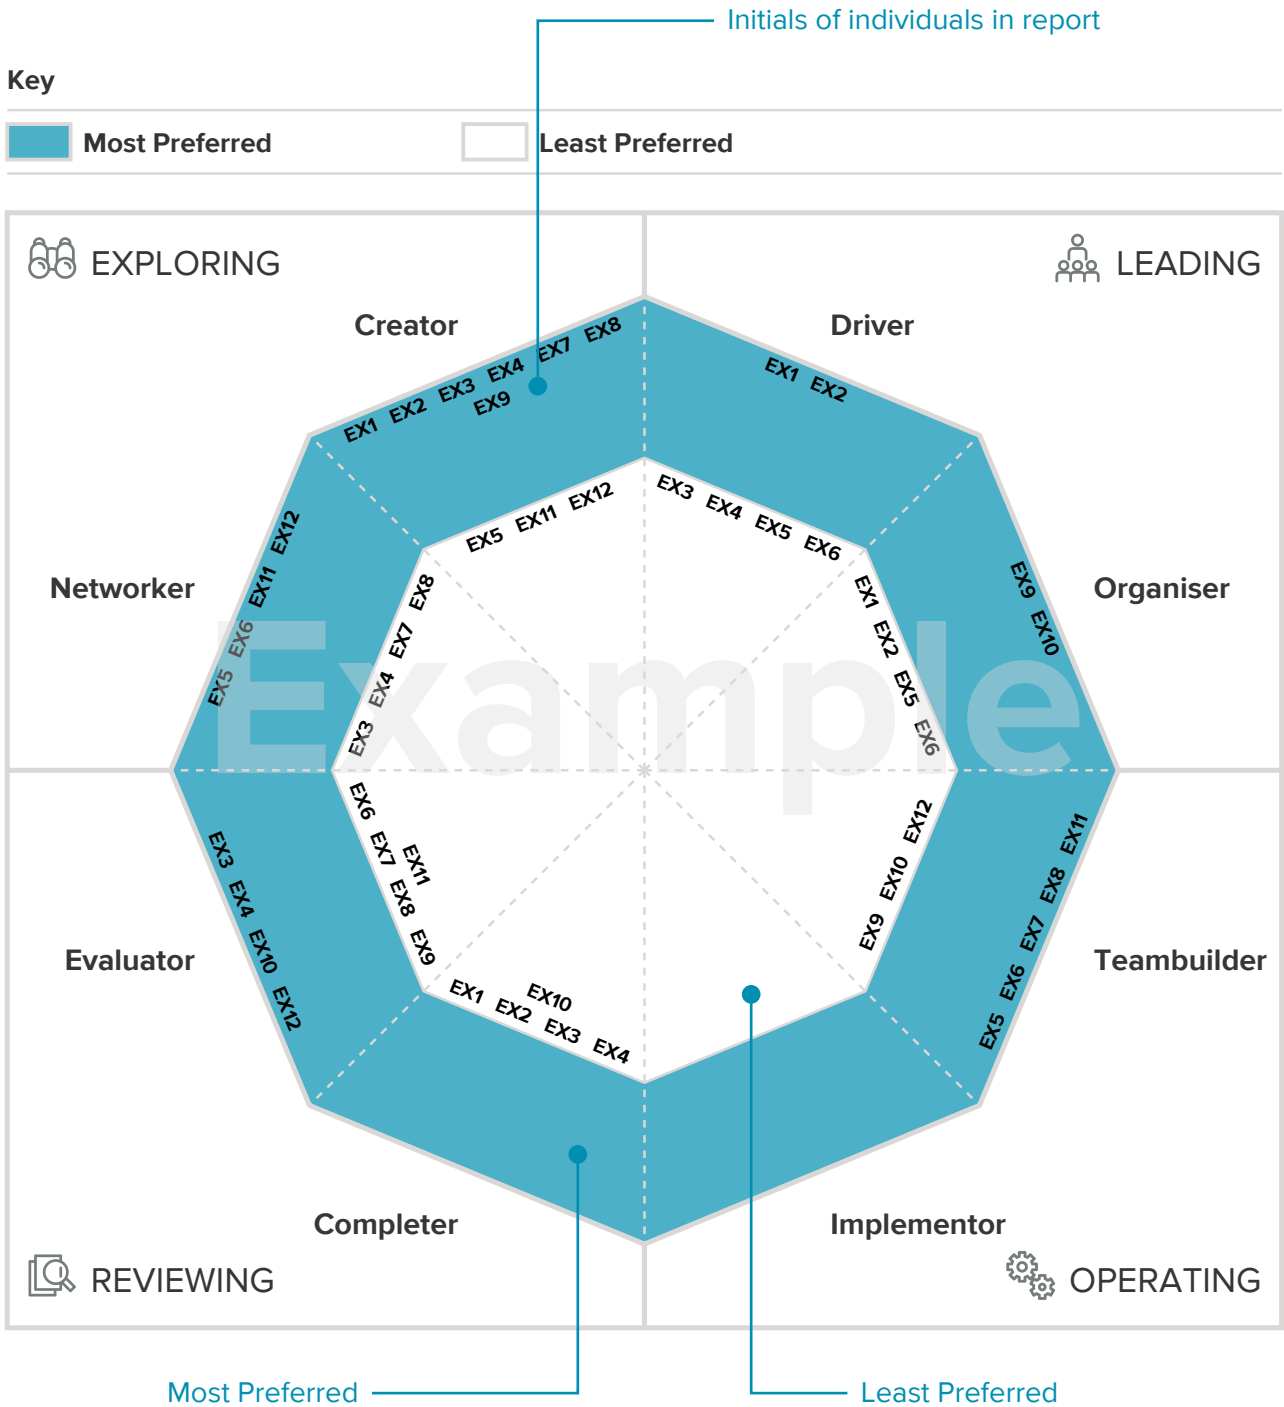 Initials of individuals in report
Key
Most Preferred
Least Preferred
EXPLORING
LEADING
Creator
Driver
EX1 EX2 EX3 EX4 EX7 EX8
EX9
EX1 EX2
EX5 EX11 EX12
EX3 EX4 EX5 EX6
Networker
Organiser
EX5 EX6 EX11 EX12
EX3 EX4 EX7 EX8
EX1 EX2 EX5 EX6
EX9 EX10
Example
EX3 EX4 EX10 EX12
EX6 EX7 EX8 EX9
EX11
EX9 EX10 EX12
EX5 EX6 EX7 EX8 EX11
Evaluator
Teambuilder
EX10
EX1 EX2 EX3 EX4
Completer
Implementor
REVIEWING
OPERATING
Most Preferred
Least Preferred